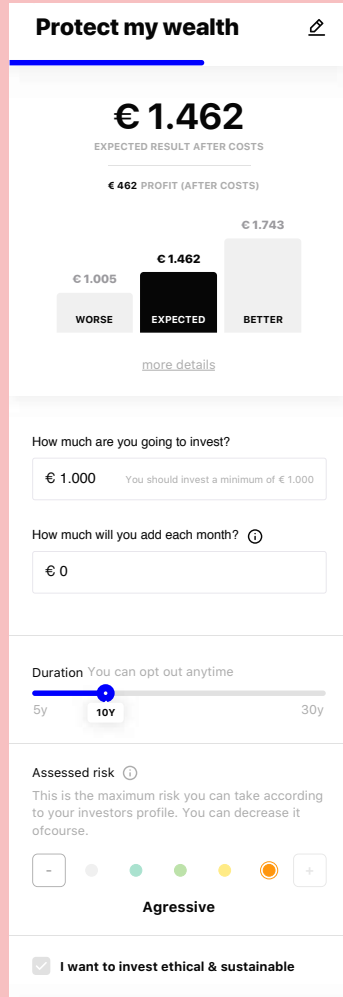 Protect my wealth
€ 1.462
EXPECTED RESULT AFTER COSTS
€ 462 PROFIT (AFTER COSTS)
€ 1.743
€ 1.462
€ 1.005
WORSE EXPECTED BETTER
more details
How much are you going to invest?
€ 1.000 You should invest a minimum of € 1.000
How much will you add each month?
€ 0
Duration You can opt out anytime
5y 10Y 30y
Assessed risk
This is the maximum risk you can take according
to your investors profile. You can decrease it
ofcourse.
- +
Agressive
I want to invest ethical & sustainable